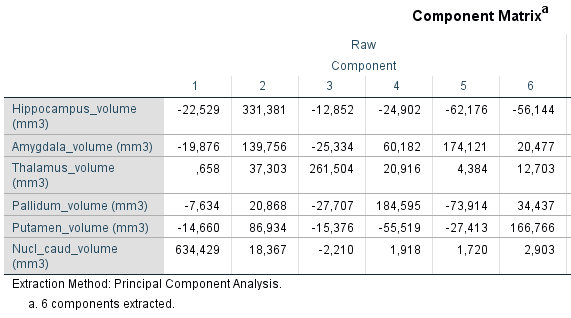 Component Matrixa
Raw
Component
1 2 3 4 5 6
Hippocampus_volume (mm3) -22,529 331,381 -12,852 -24,902 -62,176 -56,144
Amygdala_volume (mm3) -19,876 139,756 -25,334 60,182 174,121 20,477
Thalamus_volume (mm3) ,658 37,303 261,504 20,916 4,384 12,703
Pallidum_volume (mm3) -7,634 20,868 -27,707 184,595 -73,914 34,437
Putamen_volume (mm3) -14,660 86,934 -15,376 -55,519 -27,413 166,766
Nucl_caud_volume (mm3) 634,429 18,367 -2,210 1,918 1,720 2,903
Extraction Method: Principal Component Analysis.
a. 6 components extracted.